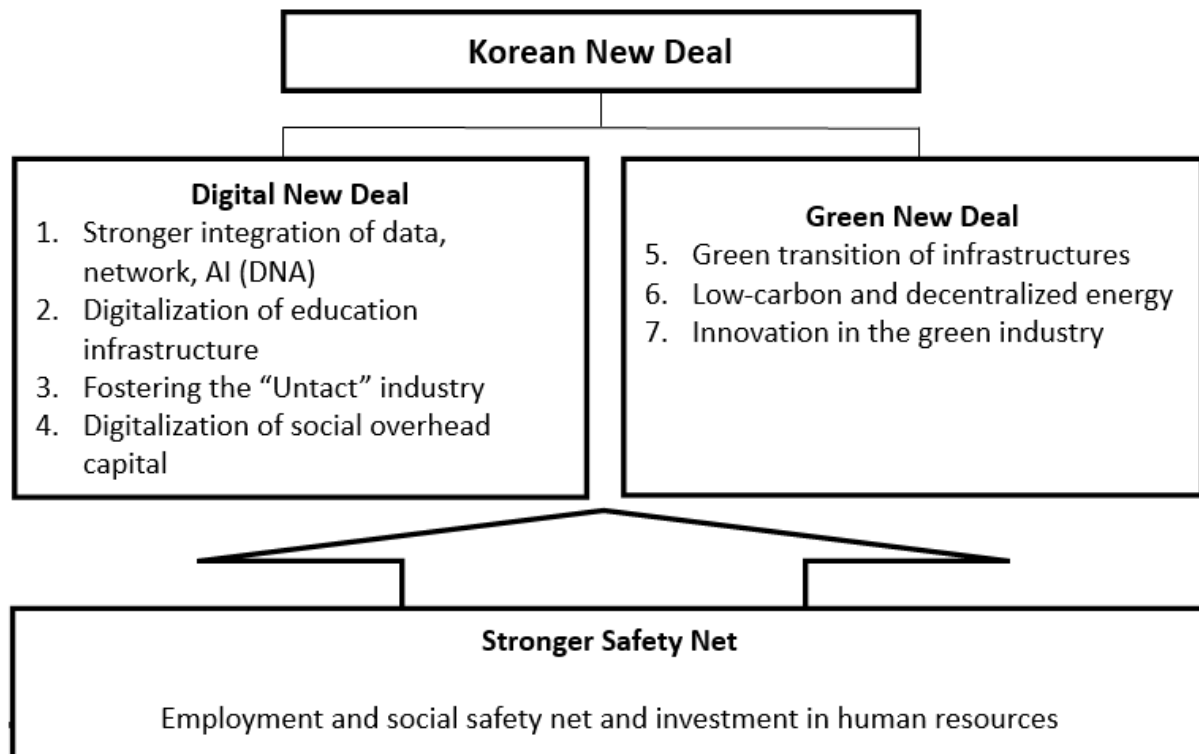 Korean New Deal
Digital New Deal
1. Stronger integration of data,
network, AI (DNA)
2. Digitalization of education
infrastructure
3. Fostering the “Untact” industry
4. Digitalization of social overhead
capital
Green New Deal
5. Green transition of infrastructures
6. Low-carbon and decentralized energy
7. Innovation in the green industry
Stronger Safety Net
Employment and social safety net and investment in human resources